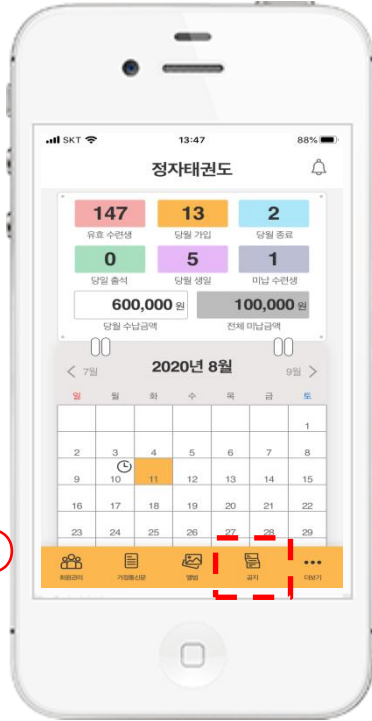 SKT 13:47 88%
정자태권도
147 13 2
유효 수련생 당월 가입 당월 종료
0 5 1
당일 출석 당월 생일 미납 수련생
600,000 원 100,000 원
당월 수납금액 전체 미납금액
7월 2020년 8월 9월
일 월 화 수 목 금 토
1
2 3 4 5 6 7 8
9 10 11 12 13 14 15
16 17 18 19 20 21 22
23 24 25 26 27 28 29
회원관리 가정통신문 앨범 공지 더보기